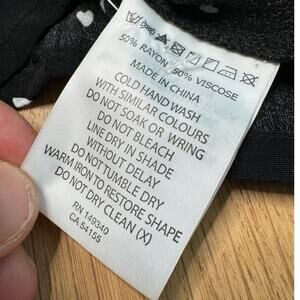 50% RAYON 50% VISCOSE
MADE IN CHINA
COLD HAND WASH
WITH SIMILAR COLOURS
DO NOT SOAK OR WRING
DO NOT BLEACH
LINE DRY IN SHADE
WITHOUT DELAY
DO NOT TUMBLE DRY
WARM IRON TO RESTORE SHAPE
DO NOT DRY CLEAN (X)
RN 149340
CA 54155